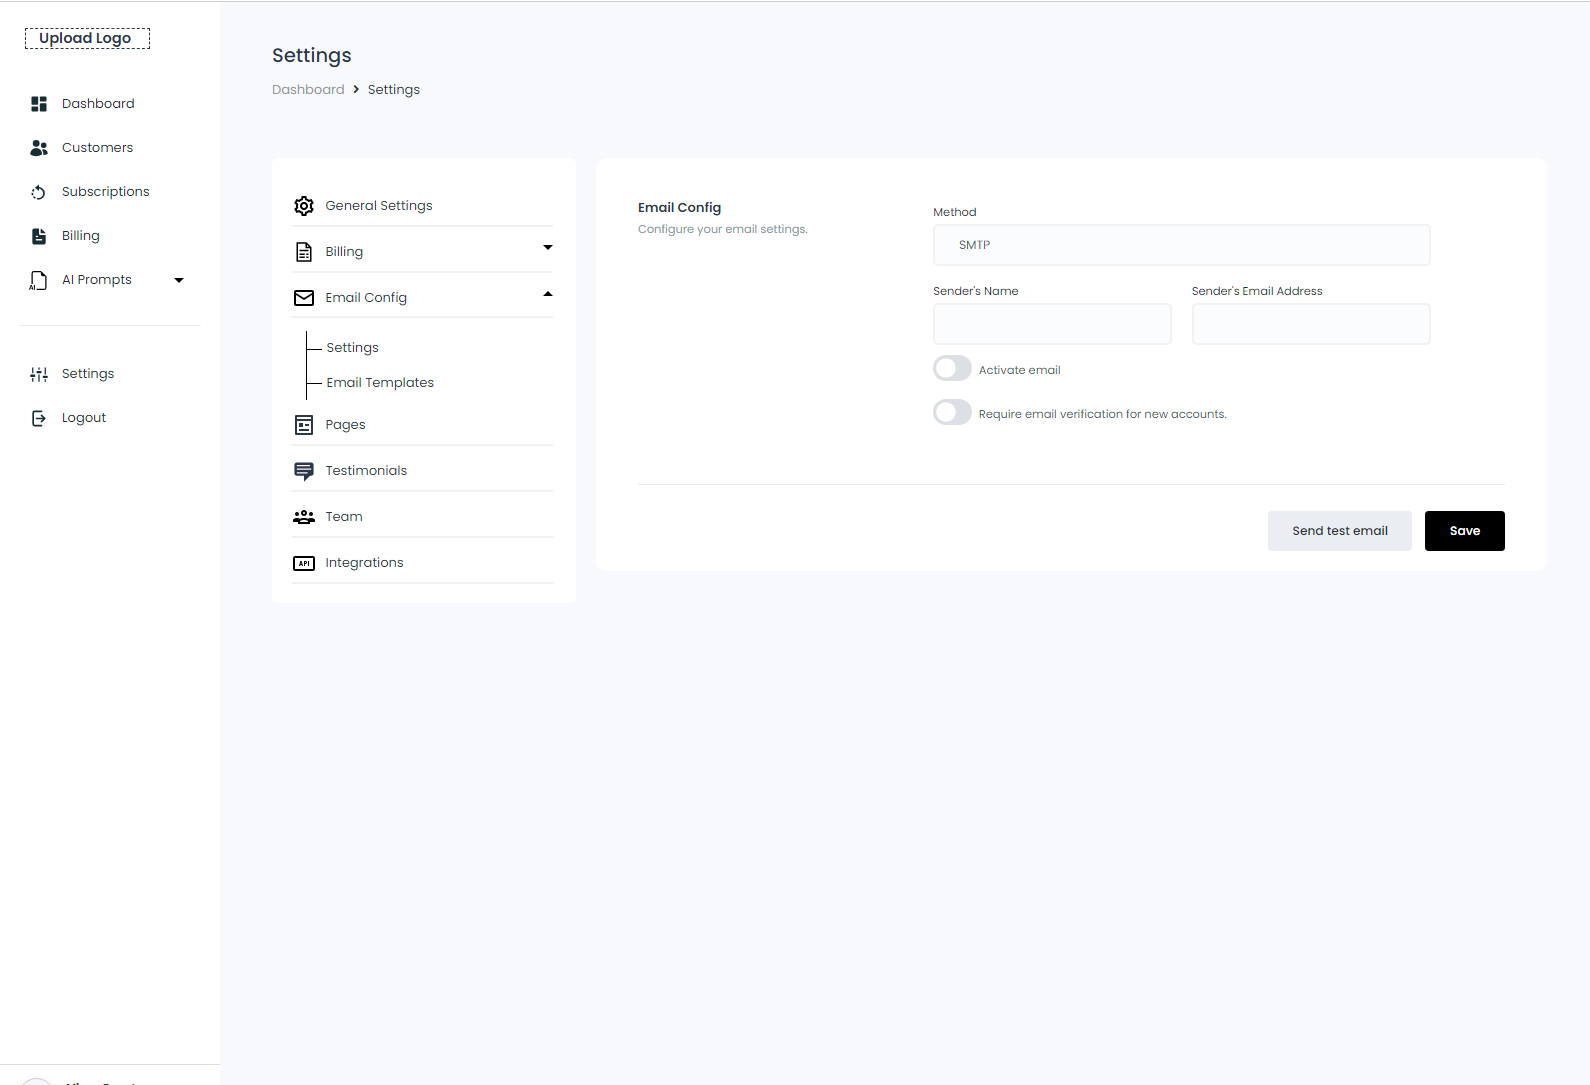 Upload Logo
Dashboard
Customers
Subscriptions
Billing
AI Prompts
Settings
Logout
Settings
Dashboard > Settings
General Settings
Billing
Email Config
Settings
Email Templates
Pages
Testimonials
Team
API Integrations
Email Config
Configure your email settings.
Method
SMTP
Sender's Name
Sender's Email Address
Activate email
Require email verification for new accounts.
Send test email
Save